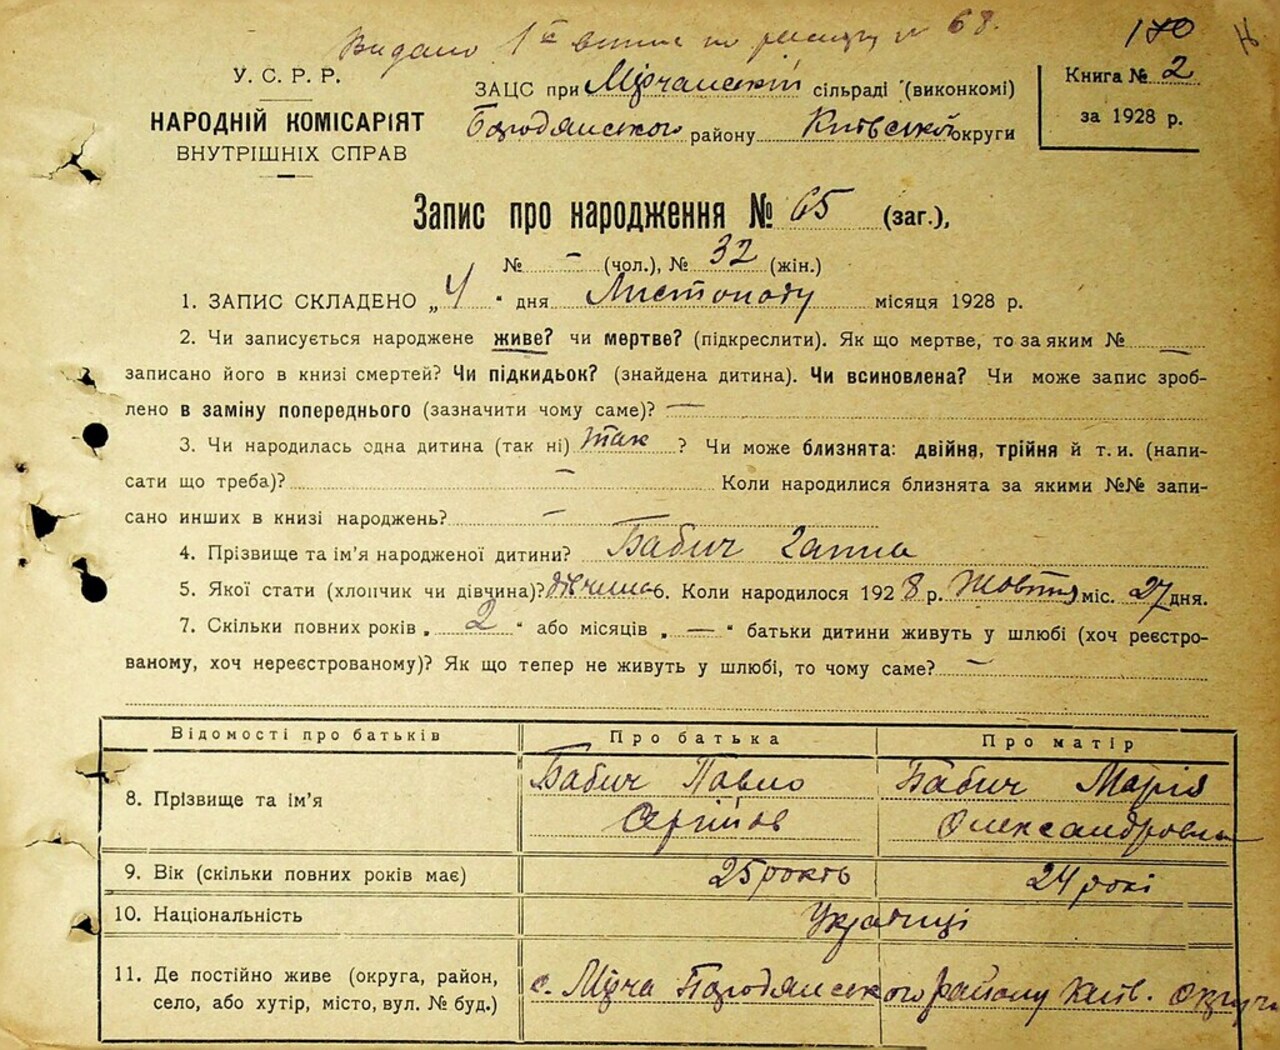 Видано 1 № 68.
170
У. С. Р. Р.
НАРОДНІЙ КОМІСАРІЯТ
ВНУТРІШНІХ СПРАВ
ЗАЦС при Мірчанській сільраді (виконкомі)
Бородянського району Київської округи
Книга № 2
за 1928 р.
Запис про народження № 65 (заг.),
№ – (чол.), № 32 (жін.)
1. ЗАПИС СКЛАДЕНО „4" дня Листопаду місяця 1928 р.
2. Чи записується народжене живе? чи мертве? (підкреслити). Як що мертве, то за яким № —
записано його в книзі смертей? Чи підкидьок? (знайдена дитина). Чи всиновлена? Чи може запис зроб-
лено в заміну попереднього (зазначити чому саме)? —
3. Чи народилась одна дитина (так ні) так ? Чи може близнята: двійня, трійня й т. и. (напи-
сати що треба)? – Коли народилися близнята за якими №№ запи-
сано инших в книзі народжень? –
4. Прізвище та ім'я народженої дитини? Бабич Ганна
5. Якої стати (хлопчик чи дівчина)? дівчина 6. Коли народилося 1928 р. Жовтня міс. 27 дня.
7. Скільки повних років „ 2 " або місяців „ — " батьки дитини живуть у шлюбі (хоч реєстро-
ваному, хоч нереєстрованому)? Як що тепер не живуть у шлюбі, то чому саме? –
Відомості про батьків Про батька Про матір
8. Прізвище та ім'я Бабич Павло Бабич Марія
Сергійов Олександровна
9. Вік (скільки повних років має) 25 років 24 рокі
10. Національність Українці
11. Де постійно живе (округа, район,
село, або хутір, місто, вул. № буд.) с. Мірча Бородянського району Київ. округи